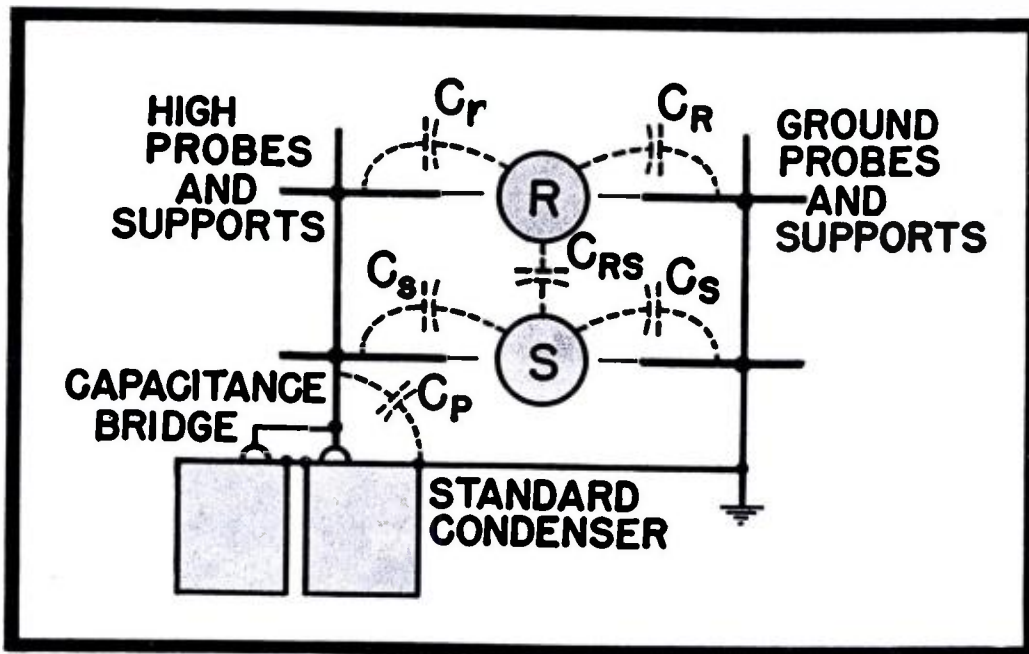 HIGH
PROBES
AND
SUPPORTS
Cr
CR
GROUND
PROBES
AND
SUPPORTS
R
CRS
Cs
CS
S
CAPACITANCE
BRIDGE
CP
STANDARD
CONDENSER